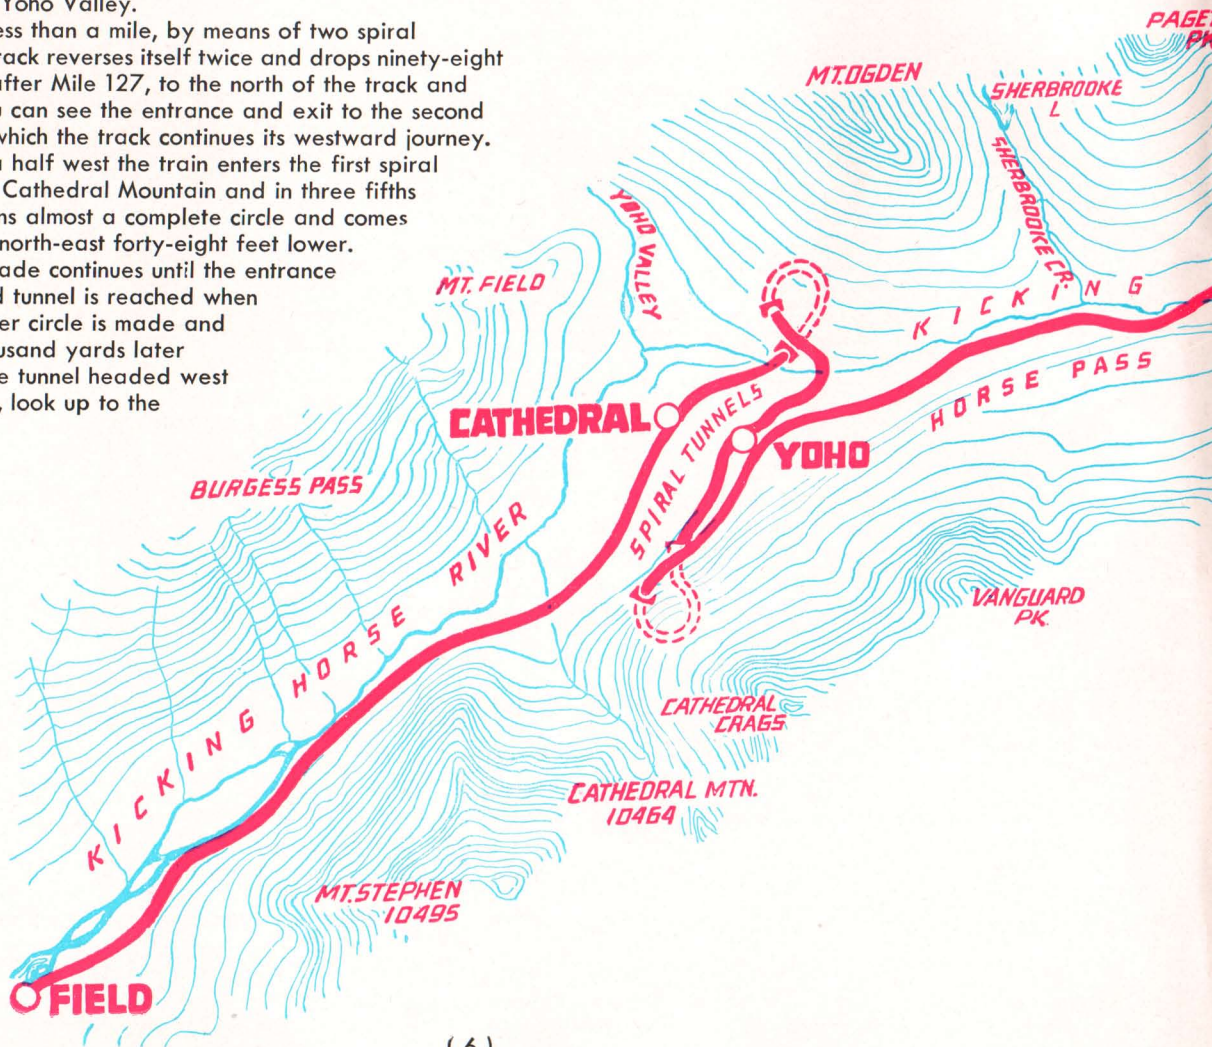 Yoho Valley.
ess than a mile, by means of two spiral
rack reverses itself twice and drops ninety-eight
after Mile 127, to the north of the track and
can see the entrance and exit to the second
which the track continues its westward journey.
half west the train enters the first spiral
Cathedral Mountain and in three fifths
ns almost a complete circle and comes
north-east forty-eight feet lower.
ade continues until the entrance
d tunnel is reached when
er circle is made and
usand yards later
e tunnel headed west
, look up to the
PAGET
PK
MT. OGDEN
SHERBROOKE
L
SHERBROOKE CR.
YOHO VALLEY
MT. FIELD
KICKING
HORSE PASS
CATHEDRAL
SPIRAL TUNNELS
YOHO
BURGESS PASS
KICKING HORSE RIVER
VANGUARD
PK.
CATHEDRAL
CRAGS
CATHEDRAL MTN.
10464
MT. STEPHEN
10495
FIELD
(6)